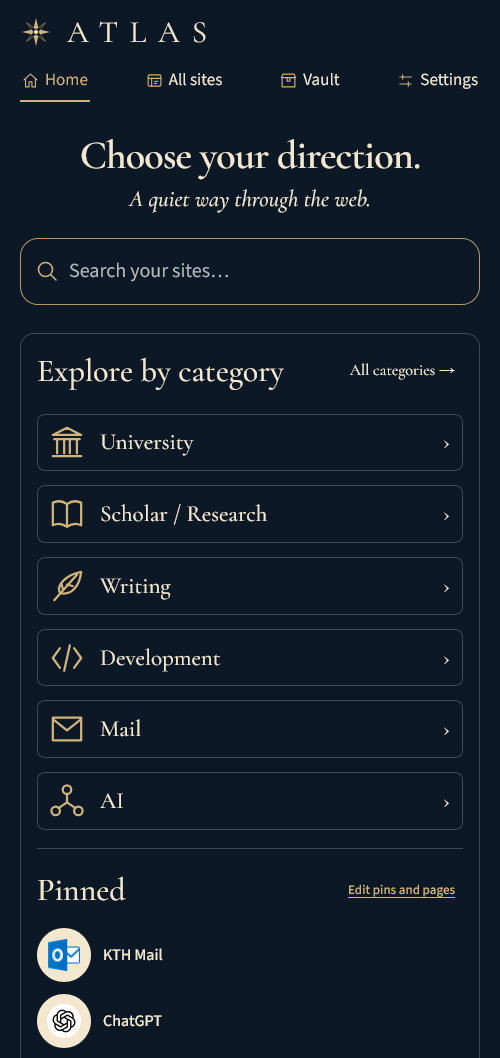 ATLAS
Home
All sites
Vault
Settings
Choose your direction.
A quiet way through the web.
Search your sites…
Explore by category
All categories →
University
Scholar / Research
Writing
Development
Mail
AI
Pinned
Edit pins and pages
KTH Mail
ChatGPT